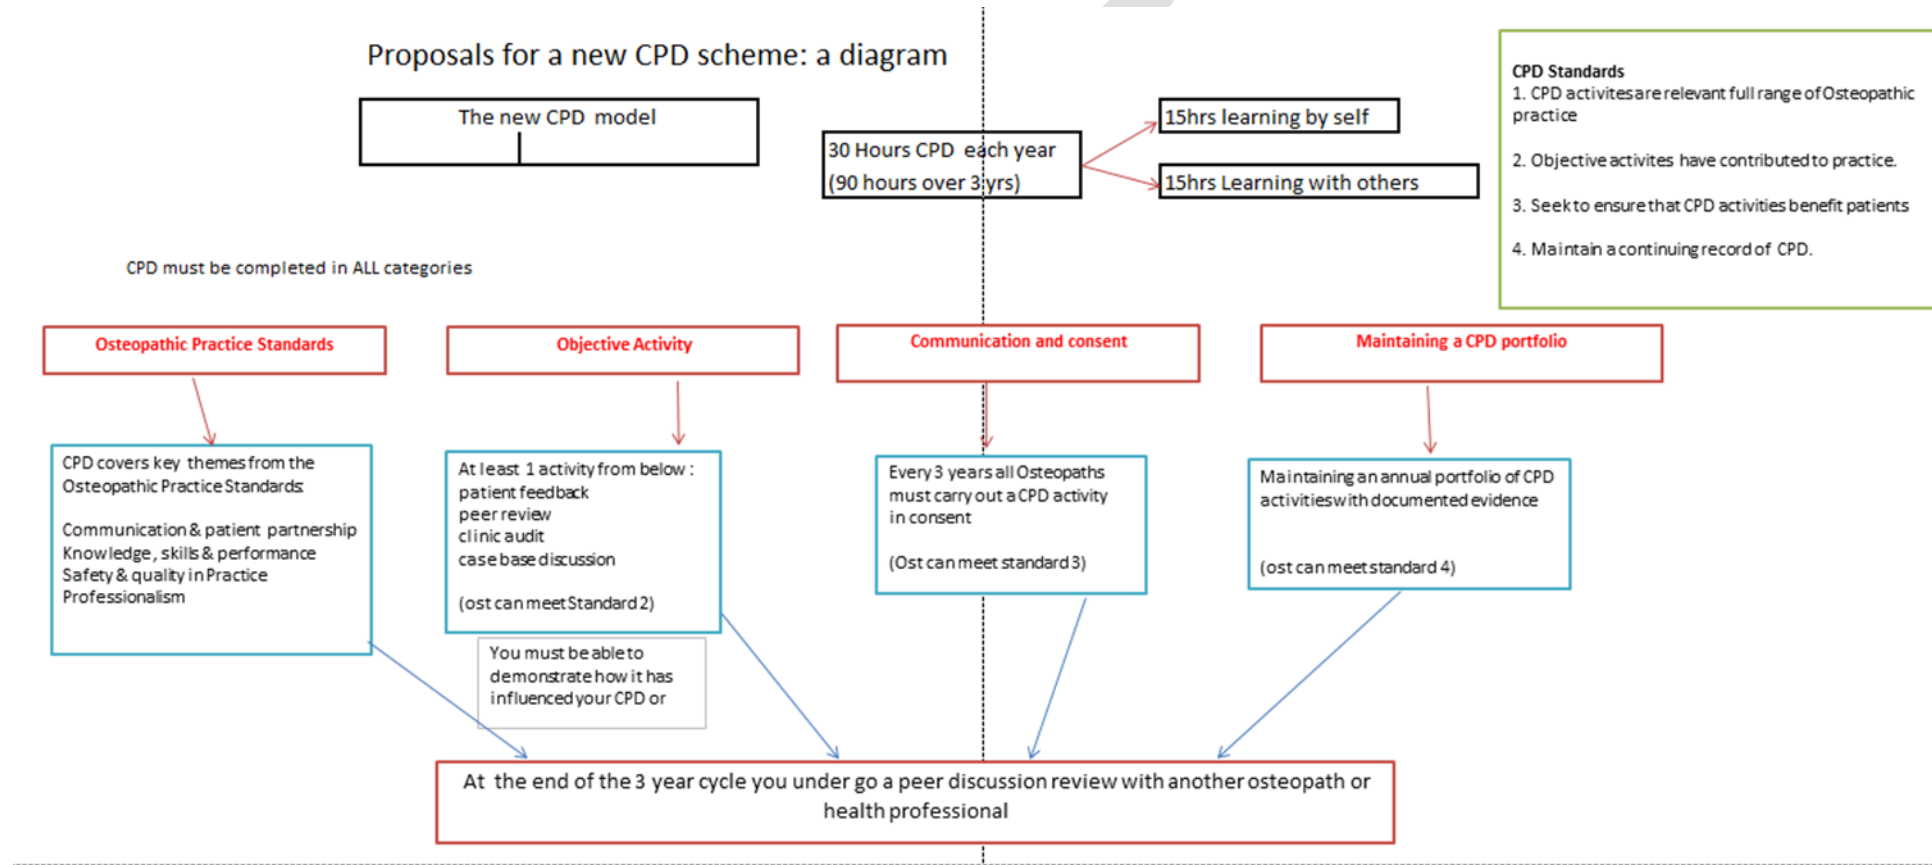 Proposals for a new CPD scheme: a diagram
The new CPD model
30 Hours CPD each year
(90 hours over 3 yrs)
15hrs learning by self
15hrs Learning with others
CPD Standards
1. CPD activites are relevant full range of Osteopathic
practice
2. Objective activites have contributed to practice.
3. Seek to ensure that CPD activities benefit patients
4. Maintain a continuing record of CPD.
CPD must be completed in ALL categories
Osteopathic Practice Standards
Objective Activity
Communication and consent
Maintaining a CPD portfolio
CPD covers key themes from the
Osteopathic Practice Standards:
Communication & patient partnership
Knowledge, skills & performance
Safety & quality in Practice
Professionalism
At least 1 activity from below :
patient feedback
peer review
clinic audit
case base discussion
(ost can meet Standard 2)
You must be able to
demonstrate how it has
influenced your CPD or
Every 3 years all Osteopaths
must carry out a CPD activity
in consent
(Ost can meet standard 3)
Maintaining an annual portfolio of CPD
activities with documented evidence
(ost can meet standard 4)
At the end of the 3 year cycle you under go a peer discussion review with another osteopath or
health professional